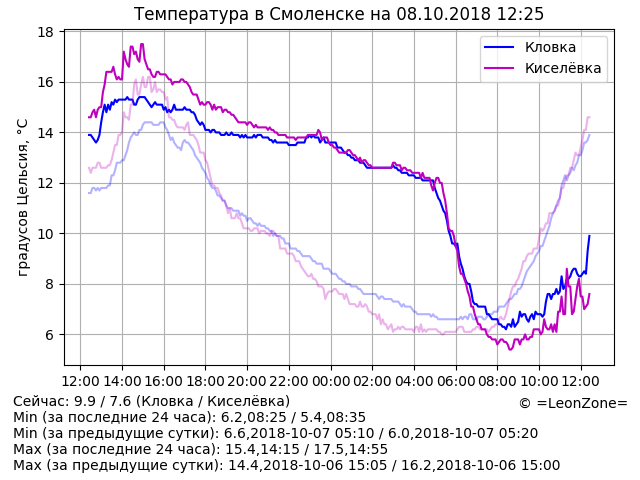 Температура в Смоленске на 08.10.2018 12:25
18
16
14
12
10
8
6
градусов Цельсия, °C
Кловка
Киселёвка
12:00 14:00 16:00 18:00 20:00 22:00 00:00 02:00 04:00 06:00 08:00 10:00 12:00
Сейчас: 9.9 / 7.6 (Кловка / Киселёвка)
© =LeonZone=
Min (за последние 24 часа): 6.2,08:25 / 5.4,08:35
Min (за предыдущие сутки): 6.6,2018-10-07 05:10 / 6.0,2018-10-07 05:20
Max (за последние 24 часа): 15.4,14:15 / 17.5,14:55
Max (за предыдущие сутки): 14.4,2018-10-06 15:05 / 16.2,2018-10-06 15:00